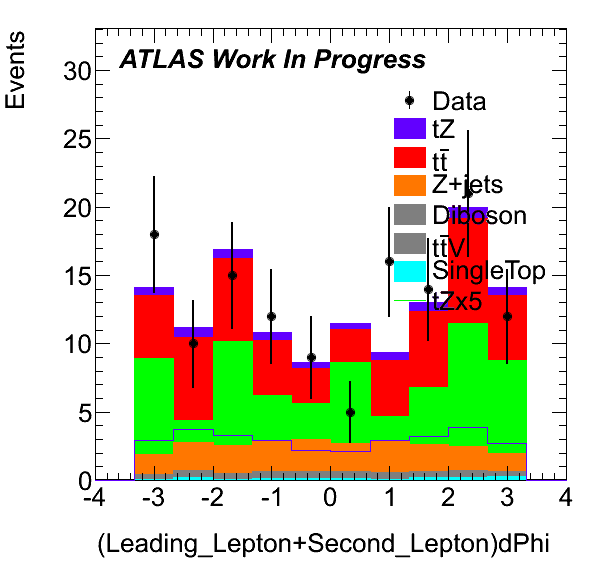 Events
ATLAS Work In Progress
Data
tZ
tt̄
Z+jets
Diboson
tt̄V
SingleTop
tZx5
30
25
20
15
10
5
0
-4 -3 -2 -1 0 1 2 3 4
(Leading_Lepton+Second_Lepton)dPhi